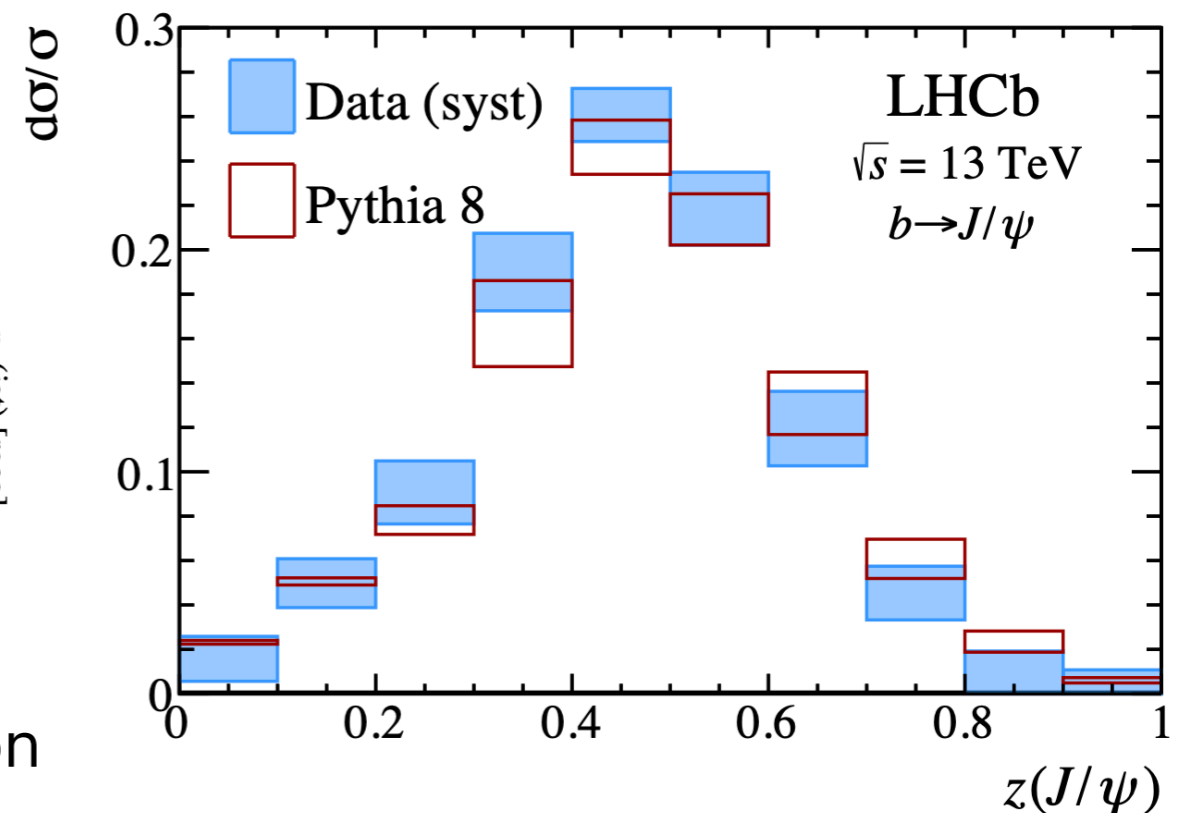 dσ/σ
0.3
0.2
0.1
0
Data (syst)
Pythia 8
LHCb
√s = 13 TeV
b→J/ψ
0 0.2 0.4 0.6 0.8 1
z(J/ψ)